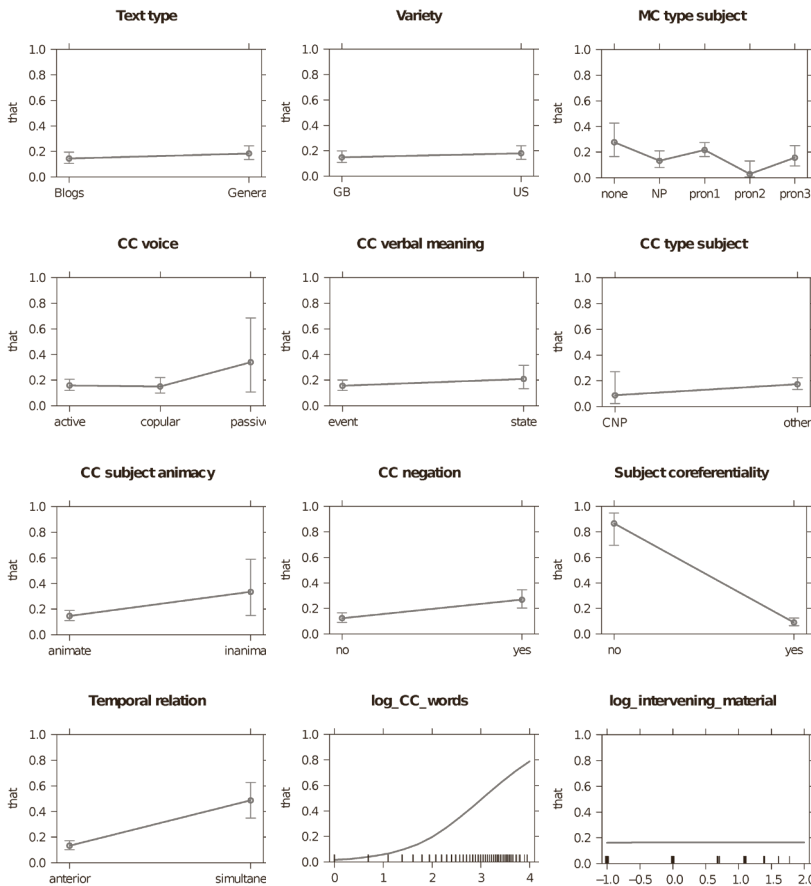 Text type
1.0
0.8
0.6
0.4
0.2
0.0
that
Blogs Genera
Variety
1.0
0.8
0.6
0.4
0.2
0.0
that
GB US
MC type subject
1.0
0.8
0.6
0.4
0.2
0.0
that
none NP pron1 pron2 pron3
CC voice
1.0
0.8
0.6
0.4
0.2
0.0
that
active copular passiv
CC verbal meaning
1.0
0.8
0.6
0.4
0.2
0.0
that
event state
CC type subject
1.0
0.8
0.6
0.4
0.2
0.0
that
CNP other
CC subject animacy
1.0
0.8
0.6
0.4
0.2
0.0
that
animate inanima
CC negation
1.0
0.8
0.6
0.4
0.2
0.0
that
no yes
Subject coreferentiality
1.0
0.8
0.6
0.4
0.2
0.0
that
no yes
Temporal relation
1.0
0.8
0.6
0.4
0.2
0.0
that
anterior simultane
log_CC_words
1.0
0.8
0.6
0.4
0.2
0.0
that
0 1 2 3 4
log_intervening_material
1.0
0.8
0.6
0.4
0.2
0.0
that
−1.0 −0.5 0.0 0.5 1.0 1.5 2.0